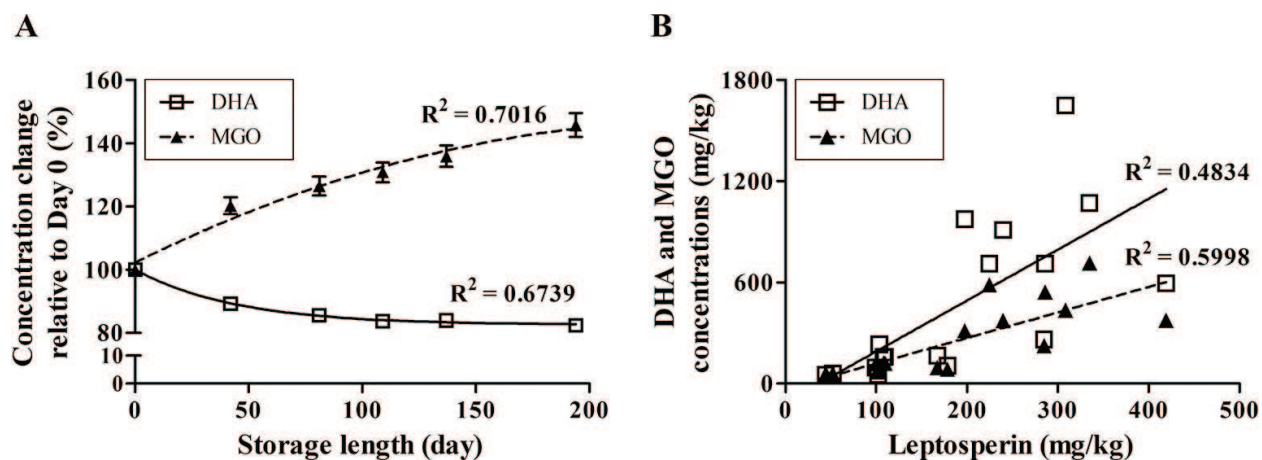 A
Concentration change
relative to Day 0 (%)
160
140
120
100
80
10
0
DHA
MGO
R² = 0.7016
R² = 0.6739
0 50 100 150 200
Storage length (day)
B
DHA and MGO
concentrations (mg/kg)
1800
1200
600
0
DHA
MGO
R² = 0.4834
R² = 0.5998
0 100 200 300 400 500
Leptosperin (mg/kg)